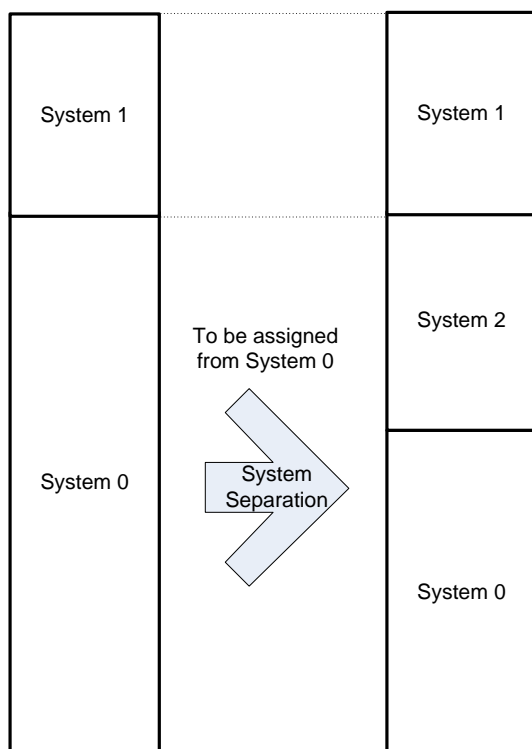 System 1
System 1
System 2
To be assigned
from System 0
System 0
System
Separation
System 0